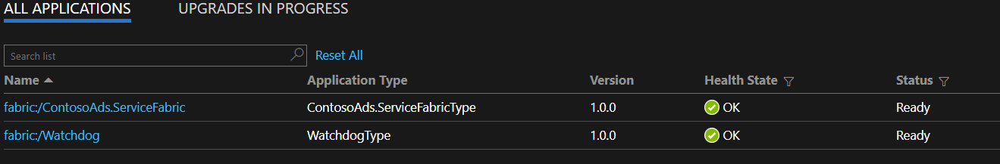 ALL APPLICATIONS UPGRADES IN PROGRESS
Search list Reset All
Name Application Type Version Health State Status
fabric:/ContosoAds.ServiceFabric ContosoAds.ServiceFabricType 1.0.0 OK Ready
fabric:/Watchdog WatchdogType 1.0.0 OK Ready